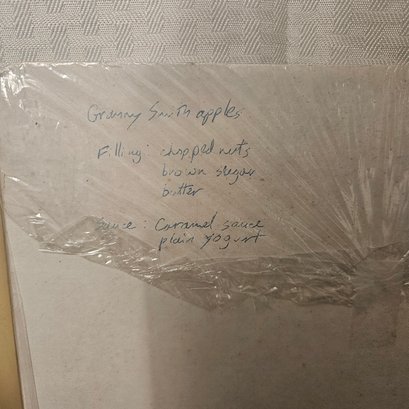 Granny Smith apples
Filling: chopped nuts
brown sugar
butter
Sauce: Caramel sauce
plain yogurt